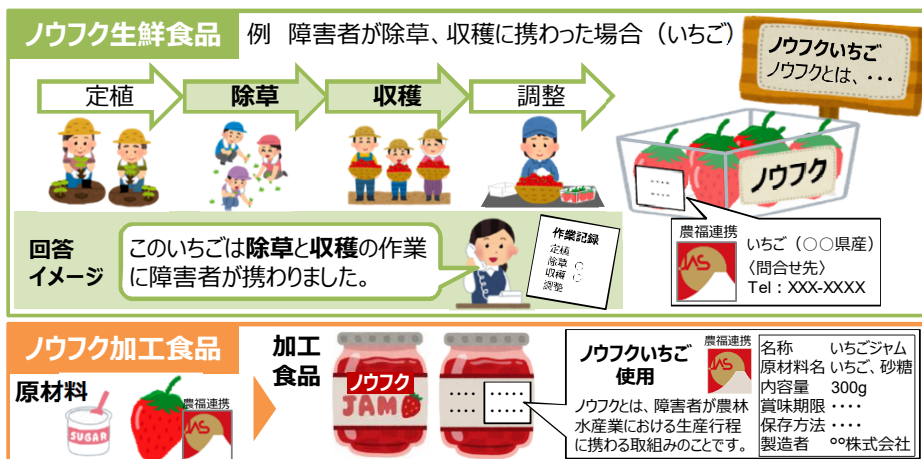 ノウフク生鮮食品
例 障害者が除草、収穫に携わった場合（いちご）
定植
除草
収穫
調整
ノウフクいちご
ノウフクとは、・・・
ノウフク
回答
イメージ
このいちごは除草と収穫の作業
に障害者が携わりました。
作業記録
定植
除草 ○
収穫 ○
調整
農福連携
JAS
いちご（○○県産）
〈問合せ先〉
Tel：XXX-XXXX
ノウフク加工食品
原材料
SUGAR
農福連携
JAS
加工
食品
ノウフク
JAM
ノウフクいちご
使用
農福連携
JAS
ノウフクとは、障害者が農林
水産業における生産行程
に携わる取組みのことです。
名称 いちごジャム
原材料名 いちご、砂糖
内容量 300g
賞味期限 ・・・・
保存方法 ・・・・
製造者 °°株式会社